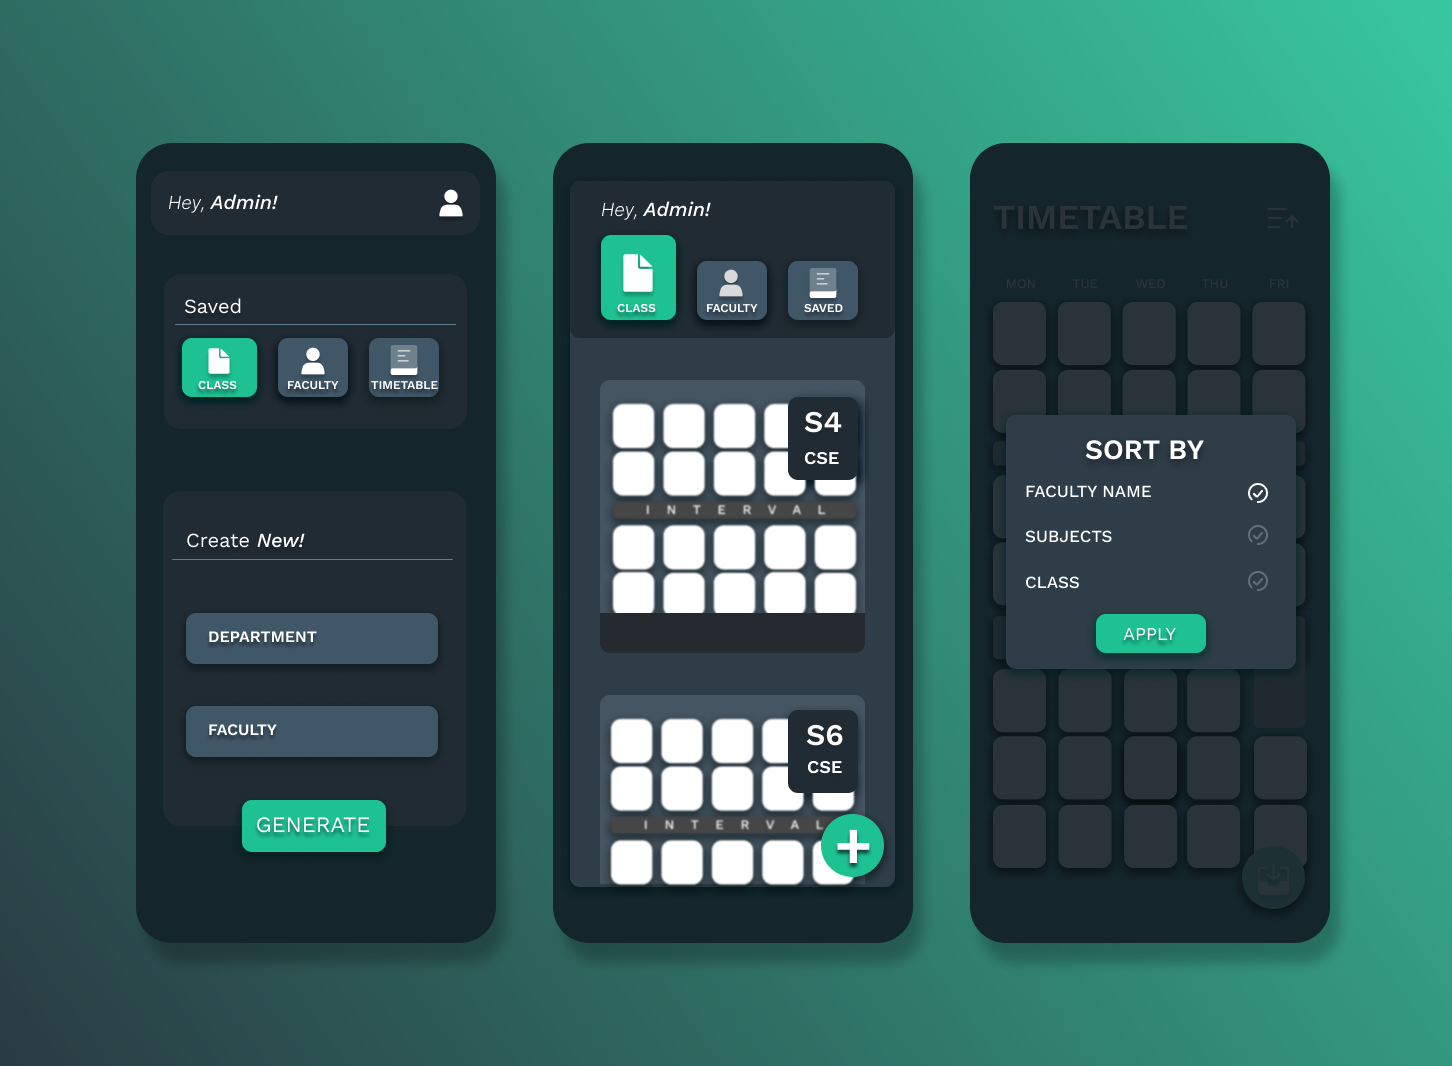 Hey, Admin!
Saved
CLASS
FACULTY
TIMETABLE
Create New!
DEPARTMENT
FACULTY
GENERATE
Hey, Admin!
CLASS
FACULTY
SAVED
S4
CSE
INTERVAL
S6
CSE
INTERVAL
TIMETABLE
MON TUE WED THU FRI
SORT BY
FACULTY NAME
SUBJECTS
CLASS
APPLY